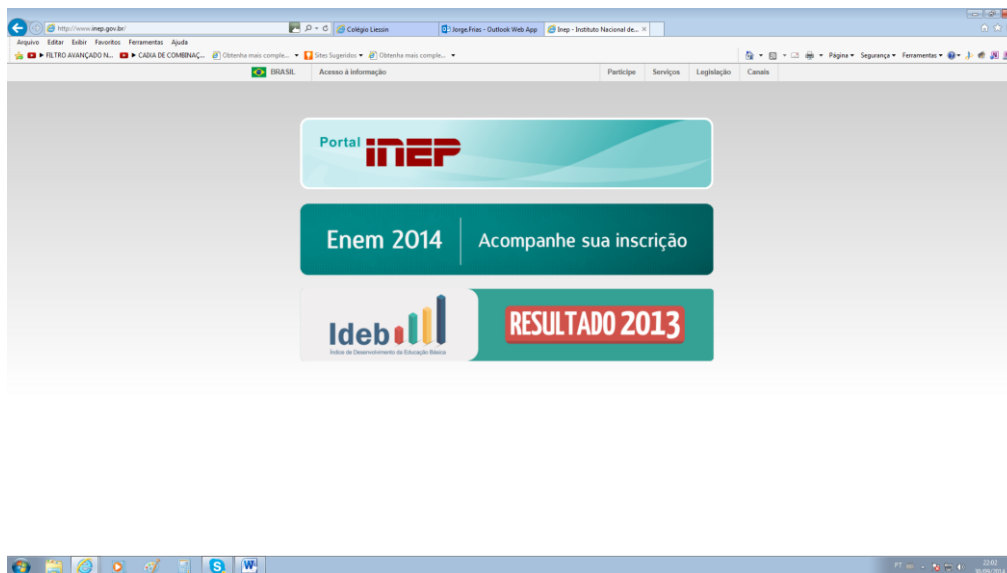 http://www.inep.gov.br/
Colégio Liessin
Jorge.Frias - Outlook Web App
Inep - Instituto Nacional de...
Arquivo Editar Exibir Favoritos Ferramentas Ajuda
FILTRO AVANÇADO N... CAIXA DE COMBINAÇ... Obtenha mais comple... Sites Sugeridos Obtenha mais comple...
Página Segurança Ferramentas
BRASIL Acesso à informação Participe Serviços Legislação Canais
Portal inep
Enem 2014 Acompanhe sua inscrição
Ideb
Índice de Desenvolvimento da Educação Básica
RESULTADO 2013
PT
22:02